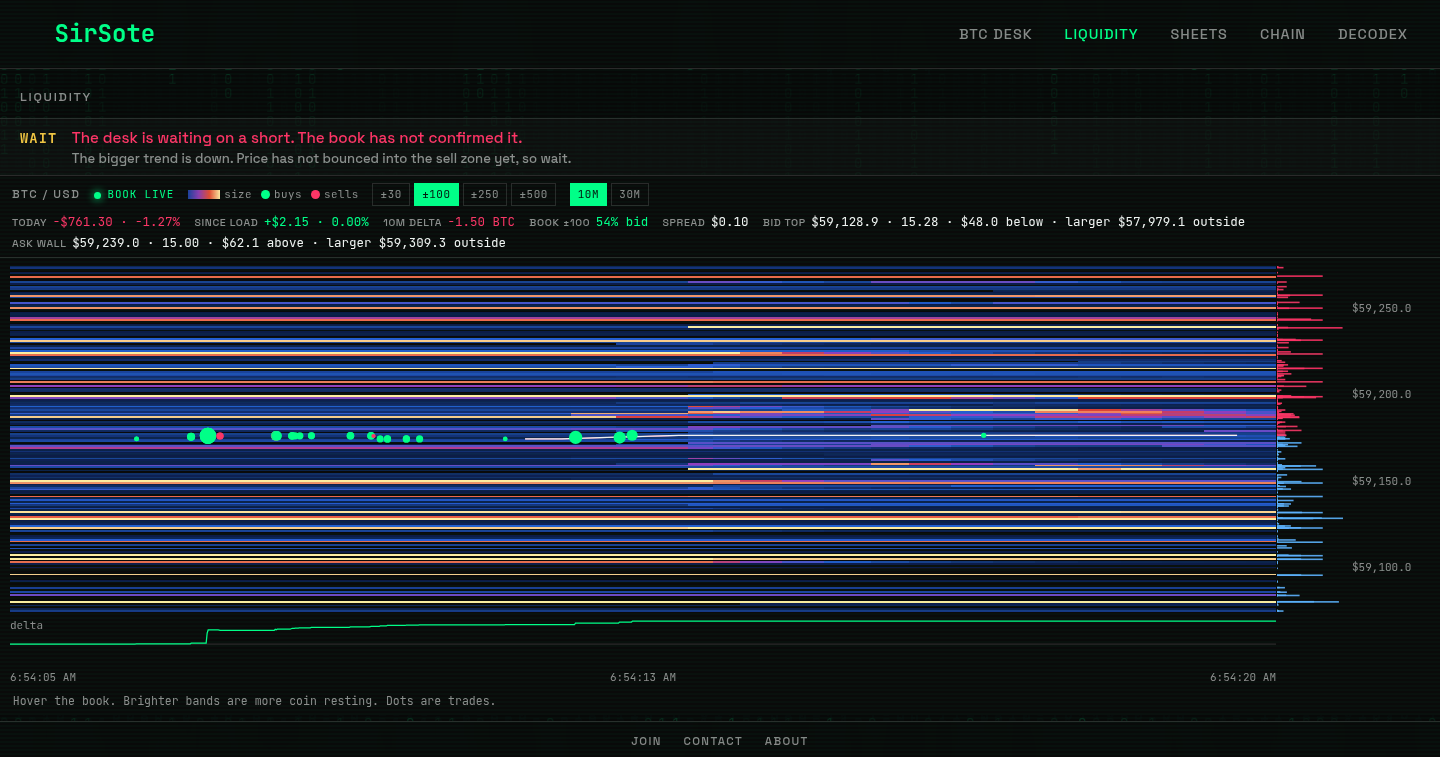 SirSote
BTC DESK LIQUIDITY SHEETS CHAIN DECODEX
LIQUIDITY
WAIT The desk is waiting on a short. The book has not confirmed it.
The bigger trend is down. Price has not bounced into the sell zone yet, so wait.
BTC / USD BOOK LIVE size buys sells ±30 ±100 ±250 ±500 10M 30M
TODAY -$761.30 · -1.27% SINCE LOAD +$2.15 · 0.00% 10M DELTA -1.50 BTC BOOK ±100 54% bid SPREAD $0.10 BID TOP $59,128.9 · 15.28 · $48.0 below · larger $57,979.1 outside
ASK WALL $59,239.0 · 15.00 · $62.1 above · larger $59,309.3 outside
$59,250.0
$59,200.0
$59,150.0
$59,100.0
delta
6:54:05 AM 6:54:13 AM 6:54:20 AM
Hover the book. Brighter bands are more coin resting. Dots are trades.
JOIN CONTACT ABOUT